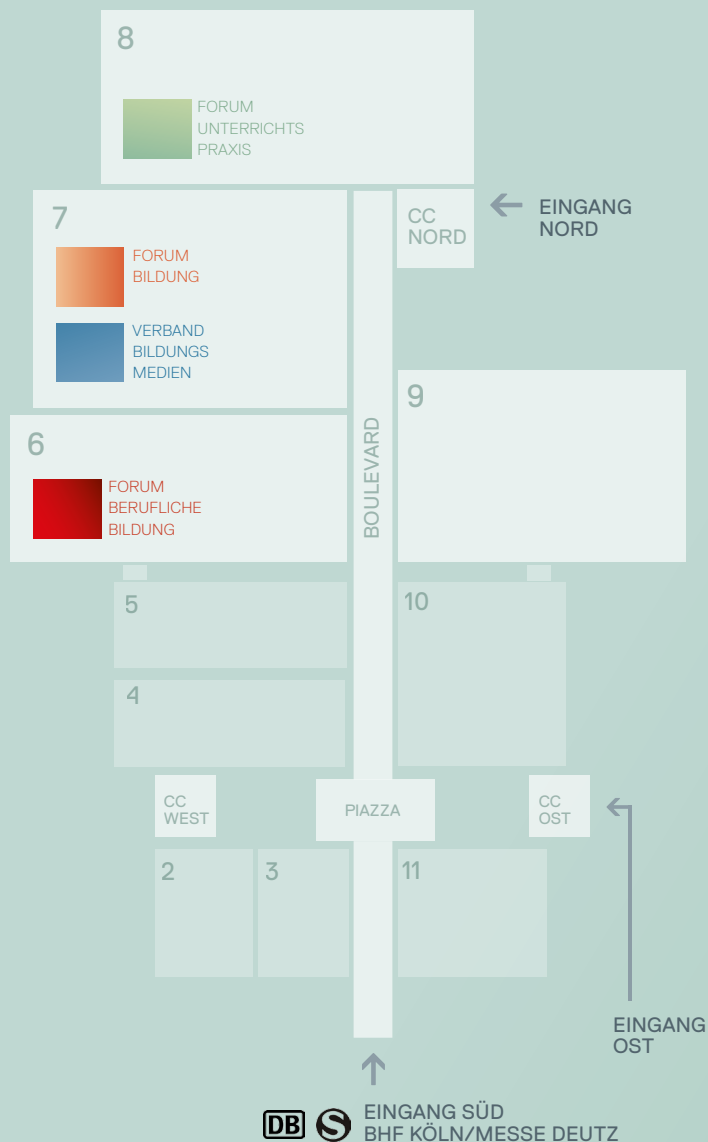 8
FORUM
UNTERRICHTS
PRAXIS
7
FORUM
BILDUNG
VERBAND
BILDUNGS
MEDIEN
CC
NORD
EINGANG
NORD
6
FORUM
BERUFLICHE
BILDUNG
BOULEVARD
9
5
10
4
CC
WEST
PIAZZA
CC
OST
2
3
11
EINGANG
OST
DB S EINGANG SÜD
BHF KÖLN/MESSE DEUTZ